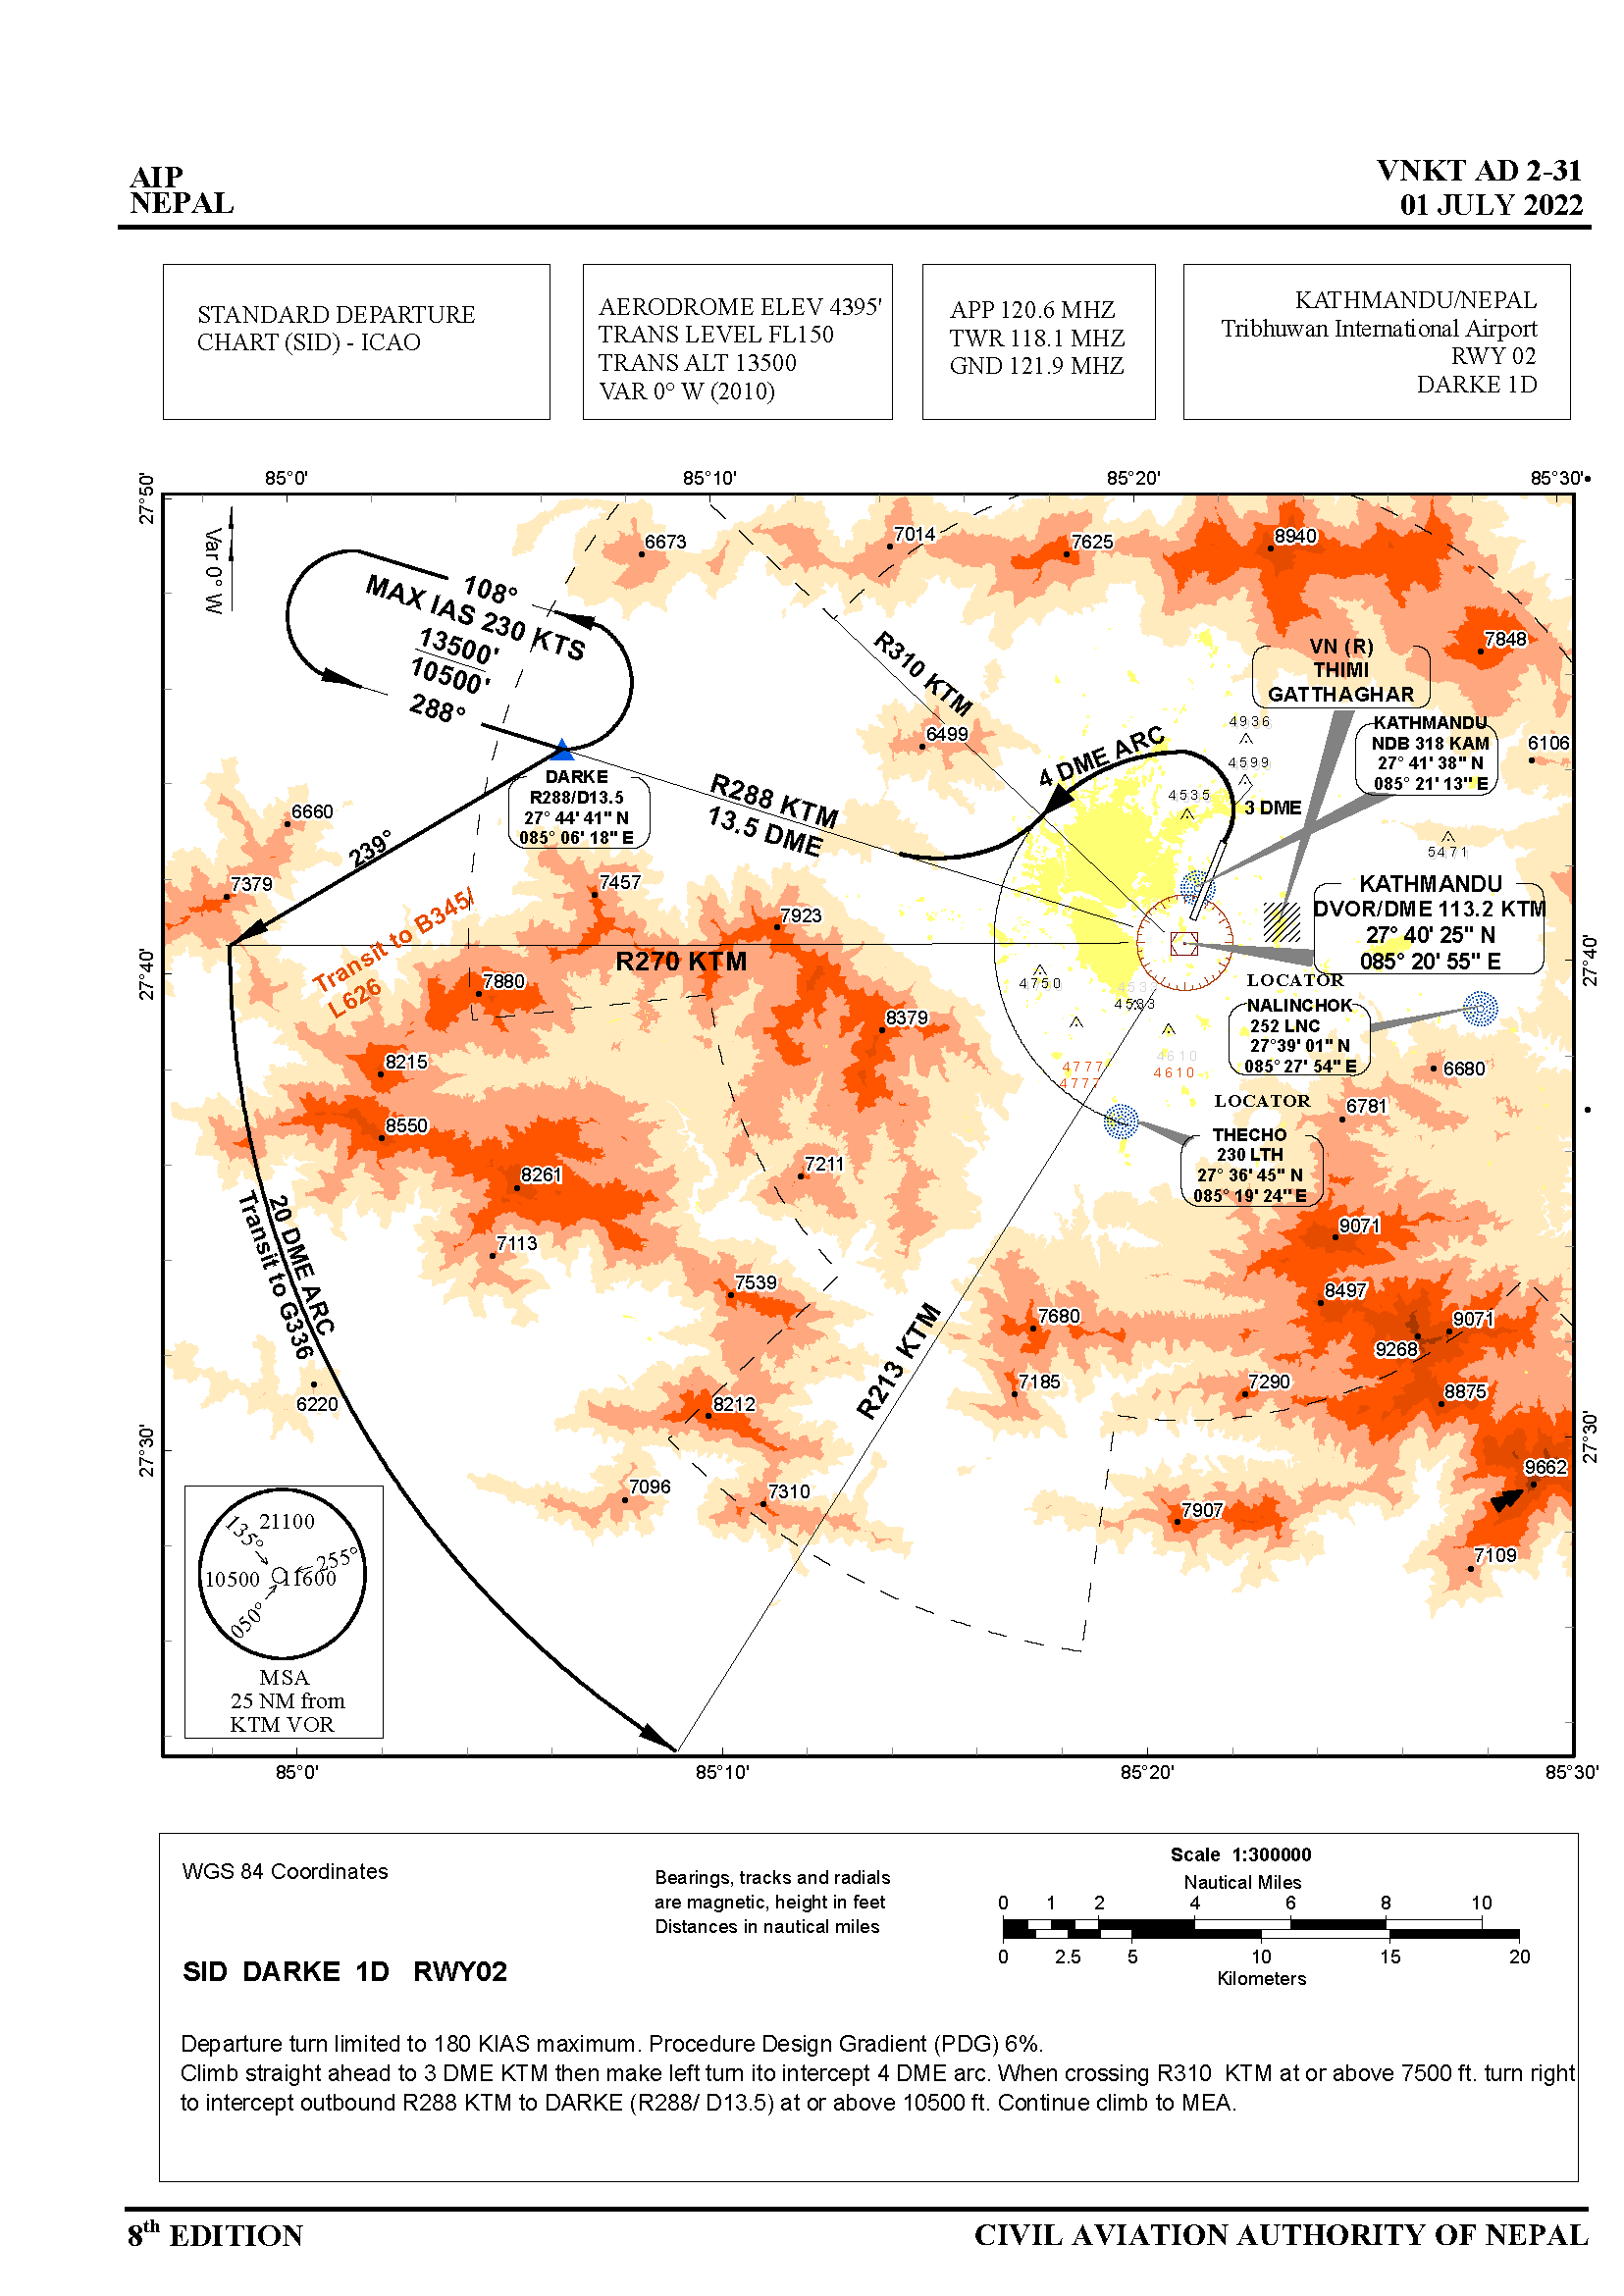 AIP
NEPAL
VNKT AD 2-31
01 JULY 2022
STANDARD DEPARTURE
CHART (SID) - ICAO
AERODROME ELEV 4395'
TRANS LEVEL FL150
TRANS ALT 13500
VAR 0° W (2010)
APP 120.6 MHZ
TWR 118.1 MHZ
GND 121.9 MHZ
KATHMANDU/NEPAL
Tribhuwan International Airport
RWY 02
DARKE 1D
85°0'
85°10'
85°20'
85°30'
27°50'
Var 0° W
6673
7014
7625
8940
7848
108°
MAX IAS 230 KTS
13500'
10500'
288°
R310 KTM
VN (R)
THIMI
GATTHAGHAR
4936
4599
4535
3 DME
4 DME ARC
KATHMANDU
NDB 318 KAM
27° 41' 38" N
085° 21' 13" E
6106
6499
5471
DARKE
R288/D13.5
27° 44' 41" N
085° 06' 18" E
R288 KTM
13.5 DME
6660
239°
7379
7457
7923
KATHMANDU
DVOR/DME 113.2 KTM
27° 40' 25" N
085° 20' 55" E
Transit to B345/
L626
R270 KTM
27°40'
27°40'
7880
8379
4750
4533
4533
4777
4777
4610
4610
LOCATOR
NALINCHOK
252 LNC
27°39' 01" N
085° 27' 54" E
6680
6781
8215
8550
8261
7211
7113
LOCATOR
THECHO
230 LTH
27° 36' 45" N
085° 19' 24" E
9071
8497
9071
9268
8875
7539
7680
7185
7290
R213 KTM
20 DME ARC
Transit to G336
6220
8212
27°30'
27°30'
7096
7310
7907
9662
7109
135°
21100
255°
10500
11600
050°
MSA
25 NM from
KTM VOR
85°0'
85°10'
85°20'
85°30'
WGS 84 Coordinates
Bearings, tracks and radials
are magnetic, height in feet
Distances in nautical miles
Scale 1:300000
Nautical Miles
0 1 2 4 6 8 10
0 2.5 5 10 15 20
Kilometers
SID DARKE 1D RWY02
Departure turn limited to 180 KIAS maximum. Procedure Design Gradient (PDG) 6%.
Climb straight ahead to 3 DME KTM then make left turn ito intercept 4 DME arc. When crossing R310 KTM at or above 7500 ft. turn right
to intercept outbound R288 KTM to DARKE (R288/ D13.5) at or above 10500 ft. Continue climb to MEA.
8th EDITION
CIVIL AVIATION AUTHORITY OF NEPAL